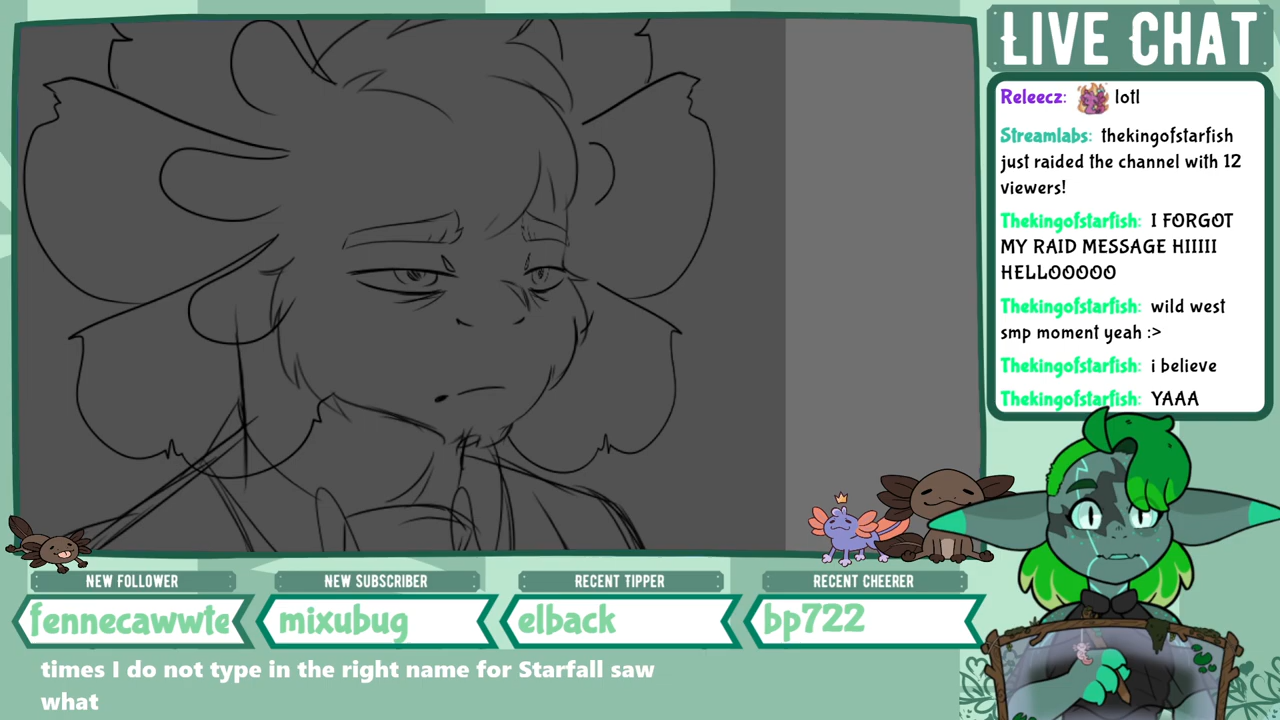 LIVE CHAT
Releecz: lotl
Streamlabs: thekingofstarfish
just raided the channel with 12
viewers!
Thekingofstarfish: I FORGOT
MY RAID MESSAGE HIIIII
HELLOOOOO
Thekingofstarfish: wild west
smp moment yeah :>
Thekingofstarfish: i believe
Thekingofstarfish: YAAA
NEW FOLLOWER
NEW SUBSCRIBER
RECENT TIPPER
RECENT CHEERER
fennecawwte
mixubug
elback
bp722
times I do not type in the right name for Starfall saw
what